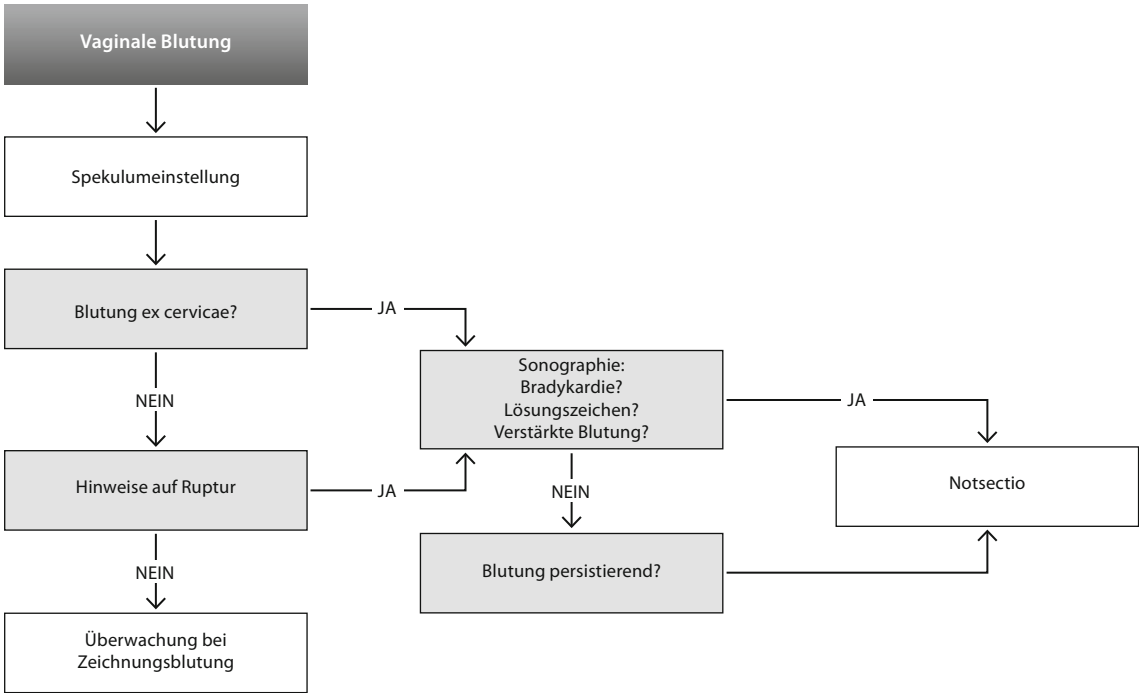 Vaginale Blutung
Spekulumeinstellung
Blutung ex cervicae?
JA
NEIN
Sonographie:
Bradykardie?
Lösungszeichen?
Verstärkte Blutung?
JA
Hinweise auf Ruptur
JA
NEIN
Notsectio
NEIN
Blutung persistierend?
Überwachung bei
Zeichnungsblutung